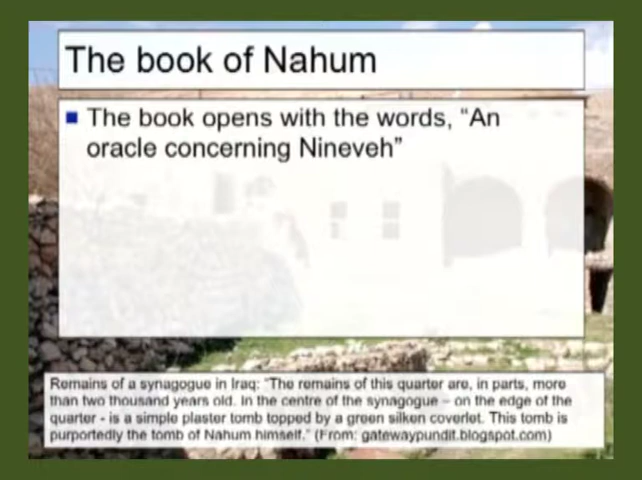 The book of Nahum
The book opens with the words, “An
oracle concerning Nineveh”
Remains of a synagogue in Iraq: “The remains of this quarter are, in parts, more
than two thousand years old. In the centre of the synagogue – on the edge of the
quarter - is a simple plaster tomb topped by a green silken coverlet. This tomb is
purportedly the tomb of Nahum himself.” (From: gatewaypundit.blogspot.com)